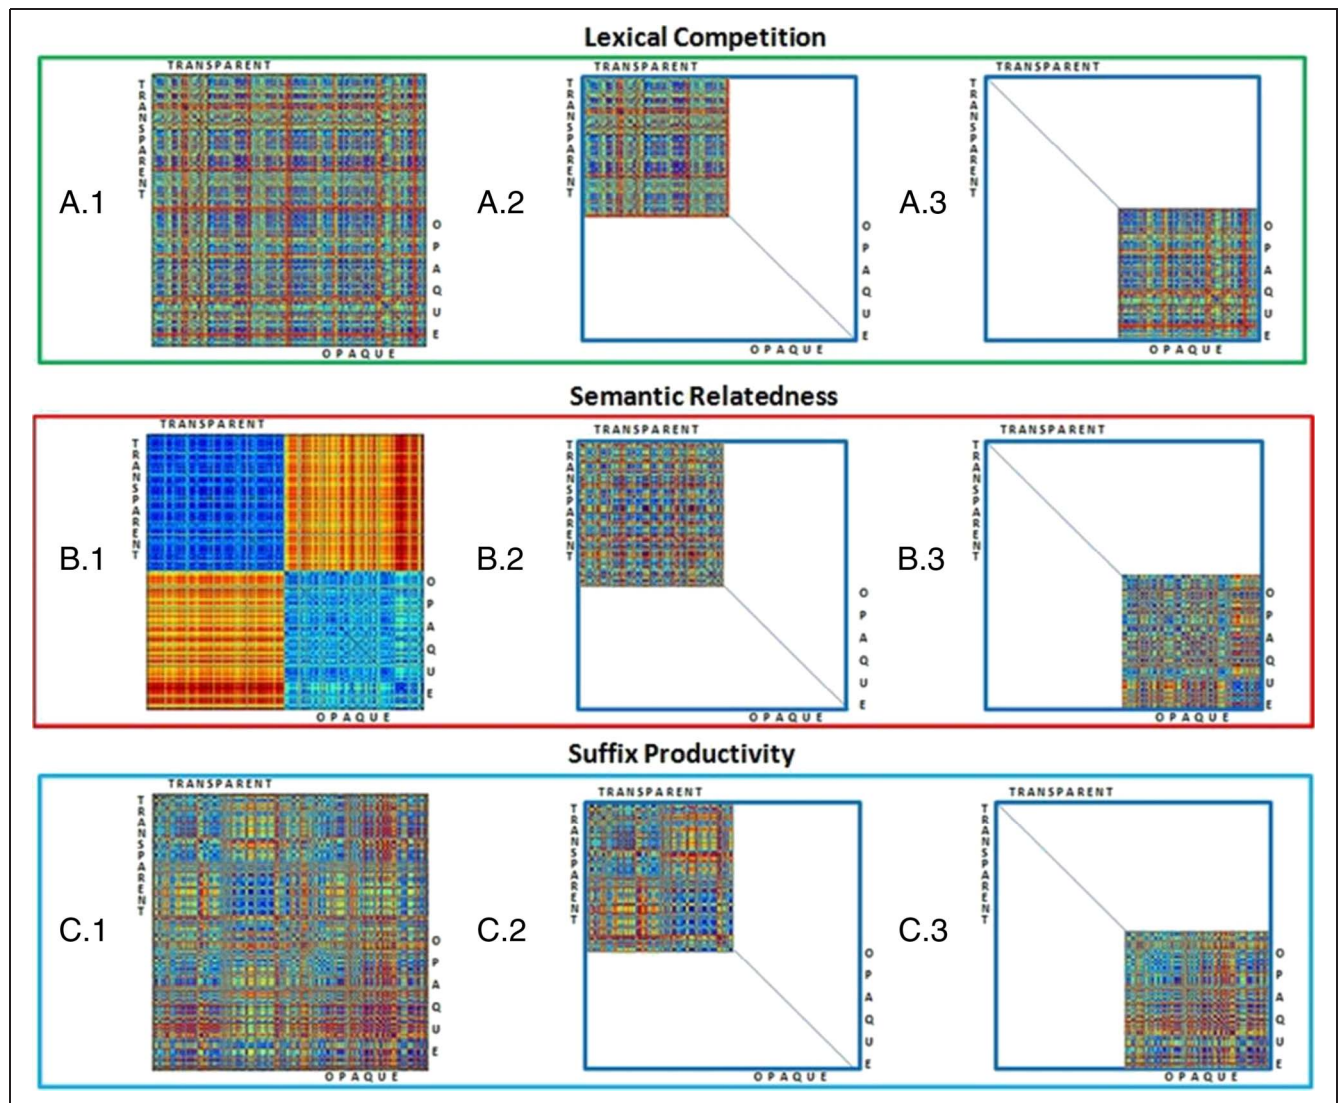 Lexical Competition
TRANSPARENT
TRANSPARENT
TRANSPARENT
TRANSPARENT
TRANSPARENT
TRANSPARENT
A.1
A.2
A.3
OPAQUE
OPAQUE
OPAQUE
OPAQUE
OPAQUE
OPAQUE
Semantic Relatedness
TRANSPARENT
TRANSPARENT
TRANSPARENT
TRANSPARENT
TRANSPARENT
TRANSPARENT
B.1
B.2
B.3
OPAQUE
OPAQUE
OPAQUE
OPAQUE
OPAQUE
OPAQUE
Suffix Productivity
TRANSPARENT
TRANSPARENT
TRANSPARENT
TRANSPARENT
TRANSPARENT
TRANSPARENT
C.1
C.2
C.3
OPAQUE
OPAQUE
OPAQUE
OPAQUE
OPAQUE
OPAQUE